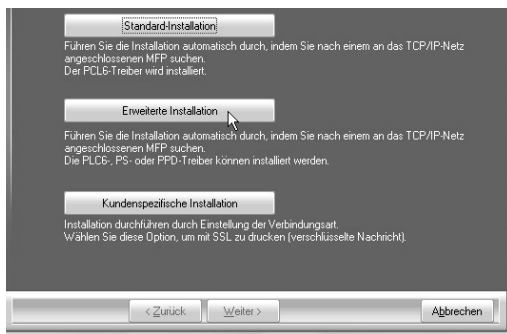 Standard-Installation
Führen Sie die Installation automatisch durch, indem Sie nach einem an das TCP/IP-Netz
angeschlossenen MFP suchen.
Der PCL6-Treiber wird installiert.
Erweiterte Installation
Führen Sie die Installation automatisch durch, indem Sie nach einem an das TCP/IP-Netz
angeschlossenen MFP suchen.
Die PLC6-, PS- oder PPD-Treiber können installiert werden.
Kundenspezifische Installation
Installation durchführen durch Einstellung der Verbindungsart.
Wählen Sie diese Option, um mit SSL zu drucken (verschlüsselte Nachricht).
< Zurück Weiter > Abbrechen